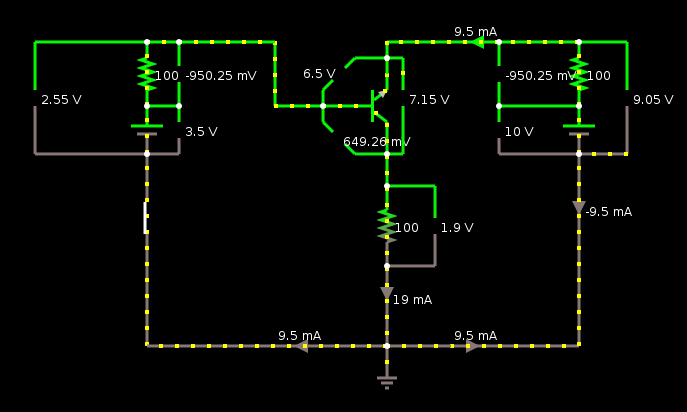 9.5 mA
6.5 V
100
-950.25 mV
-950.25 mV
100
2.55 V
7.15 V
9.05 V
3.5 V
10 V
649.26 mV
-9.5 mA
100
1.9 V
19 mA
9.5 mA
9.5 mA